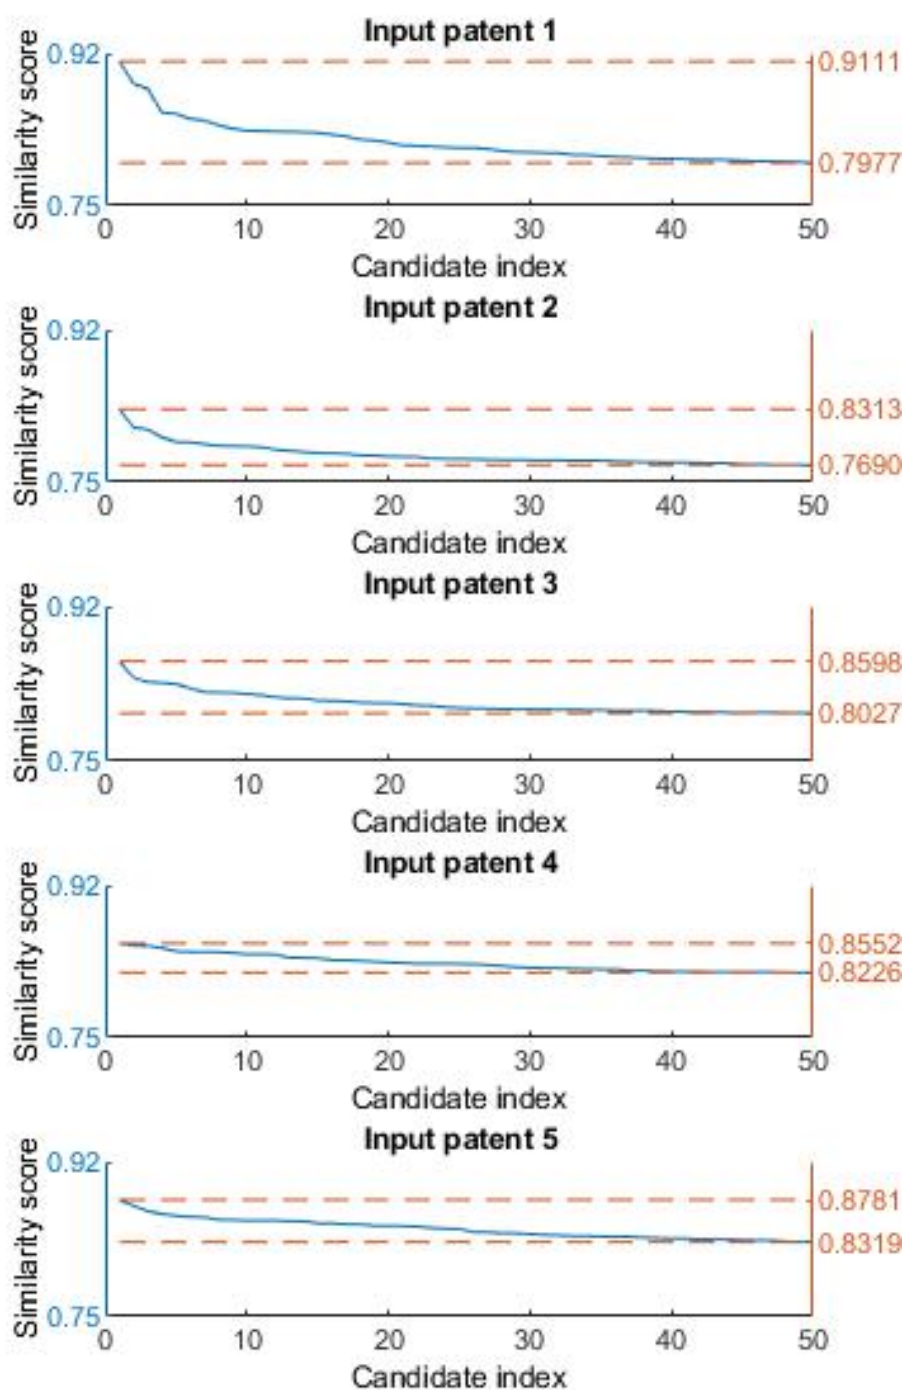 Input patent 1
Similarity score
0.92
0.75
0.9111
0.7977
0 10 20 30 40 50
Candidate index
Input patent 2
Similarity score
0.92
0.75
0.8313
0.7690
0 10 20 30 40 50
Candidate index
Input patent 3
Similarity score
0.92
0.75
0.8598
0.8027
0 10 20 30 40 50
Candidate index
Input patent 4
Similarity score
0.92
0.75
0.8552
0.8226
0 10 20 30 40 50
Candidate index
Input patent 5
Similarity score
0.92
0.75
0.8781
0.8319
0 10 20 30 40 50
Candidate index